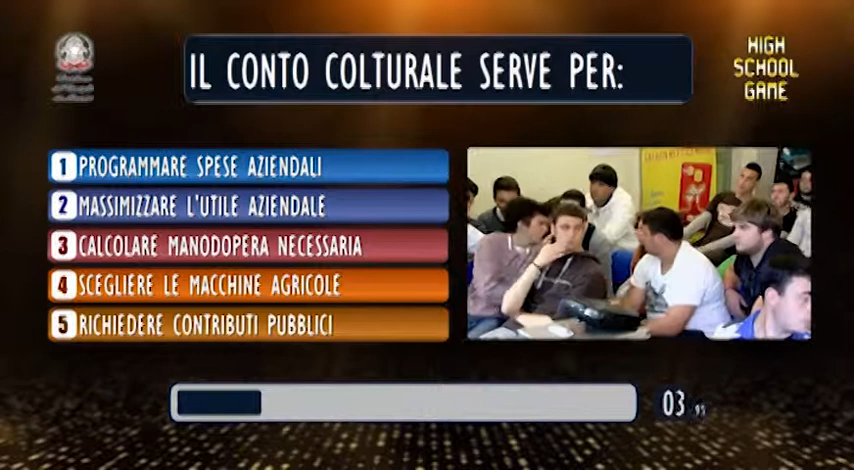 IL CONTO COLTURALE SERVE PER:
HIGH
SCHOOL
GAME
1 PROGRAMMARE SPESE AZIENDALI
2 MASSIMIZZARE L'UTILE AZIENDALE
3 CALCOLARE MANODOPERA NECESSARIA
4 SCEGLIERE LE MACCHINE AGRICOLE
5 RICHIEDERE CONTRIBUTI PUBBLICI
03